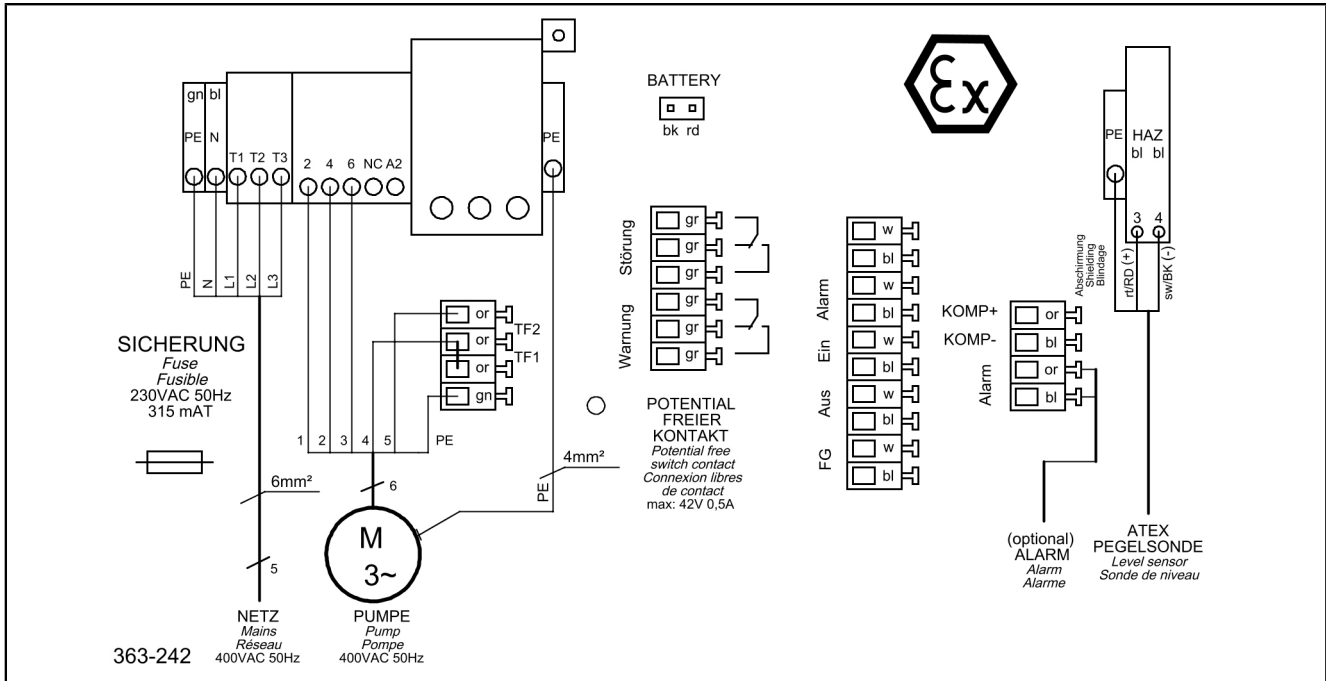 gn bl
PE N
T1 T2 T3
2 4 6 NC A2
PE
PE
N
L1
L2
L3
SICHERUNG
Fuse
Fusible
230VAC 50Hz
315 mAT
6mm²
5
NETZ
Mains
Réseau
400VAC 50Hz
363-242
1 2 3 4 5 PE
6
M
3~
PUMPE
Pump
Pompe
400VAC 50Hz
or
or
or
gn
TF2
TF1
PE
4mm²
BATTERY
bk rd
Störung
gr
gr
gr
Warnung
gr
gr
gr
POTENTIAL
FREIER
KONTAKT
Potential free
switch contact
Connexion libres
de contact
max: 42V 0,5A
Alarm
Ein
Aus
FG
w
bl
w
bl
w
bl
w
bl
w
bl
Ex
KOMP+
KOMP-
Alarm
or
bl
or
bl
(optional)
ALARM
Alarm
Alarme
PE
HAZ
bl bl
3 4
Abschirmung
Shielding
Blindage
rt/RD (+)
sw/BK (-)
ATEX
PEGELSONDE
Level sensor
Sonde de niveau